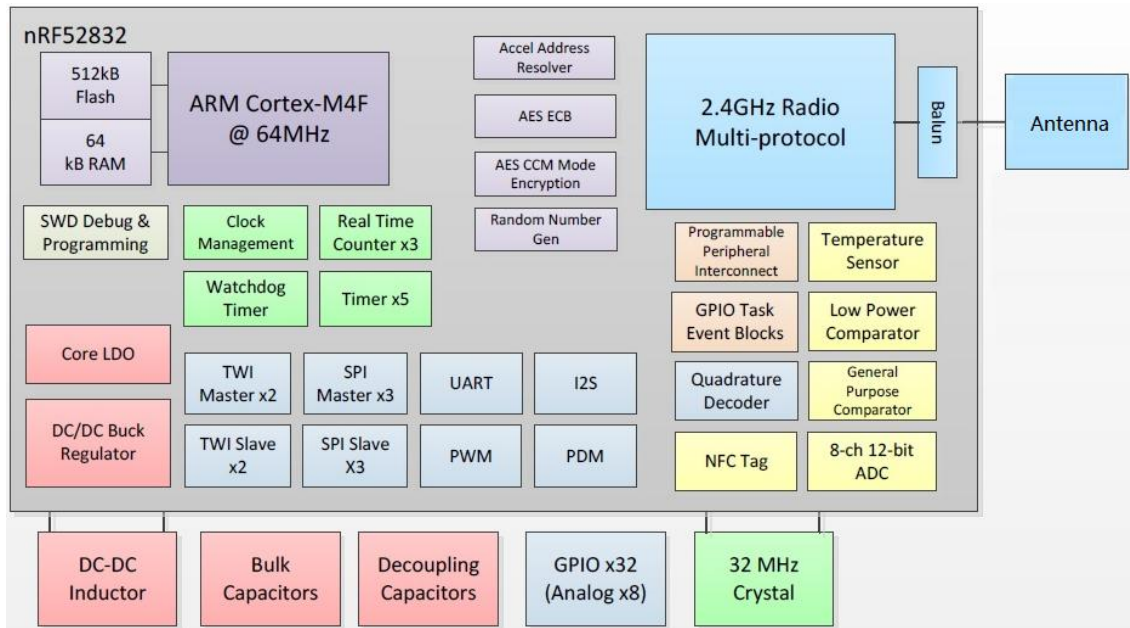 nRF52832
512kB
Flash
64
kB RAM
ARM Cortex-M4F
@ 64MHz
Accel Address
Resolver
AES ECB
AES CCM Mode
Encryption
Random Number
Gen
2.4GHz Radio
Multi-protocol
Balun
Antenna
SWD Debug &
Programming
Clock
Management
Real Time
Counter x3
Watchdog
Timer
Timer x5
Programmable
Peripheral
Interconnect
Temperature
Sensor
GPIO Task
Event Blocks
Low Power
Comparator
Core LDO
DC/DC Buck
Regulator
TWI
Master x2
SPI
Master x3
UART
I2S
Quadrature
Decoder
General
Purpose
Comparator
TWI Slave
x2
SPI Slave
X3
PWM
PDM
NFC Tag
8-ch 12-bit
ADC
DC-DC
Inductor
Bulk
Capacitors
Decoupling
Capacitors
GPIO x32
(Analog x8)
32 MHz
Crystal